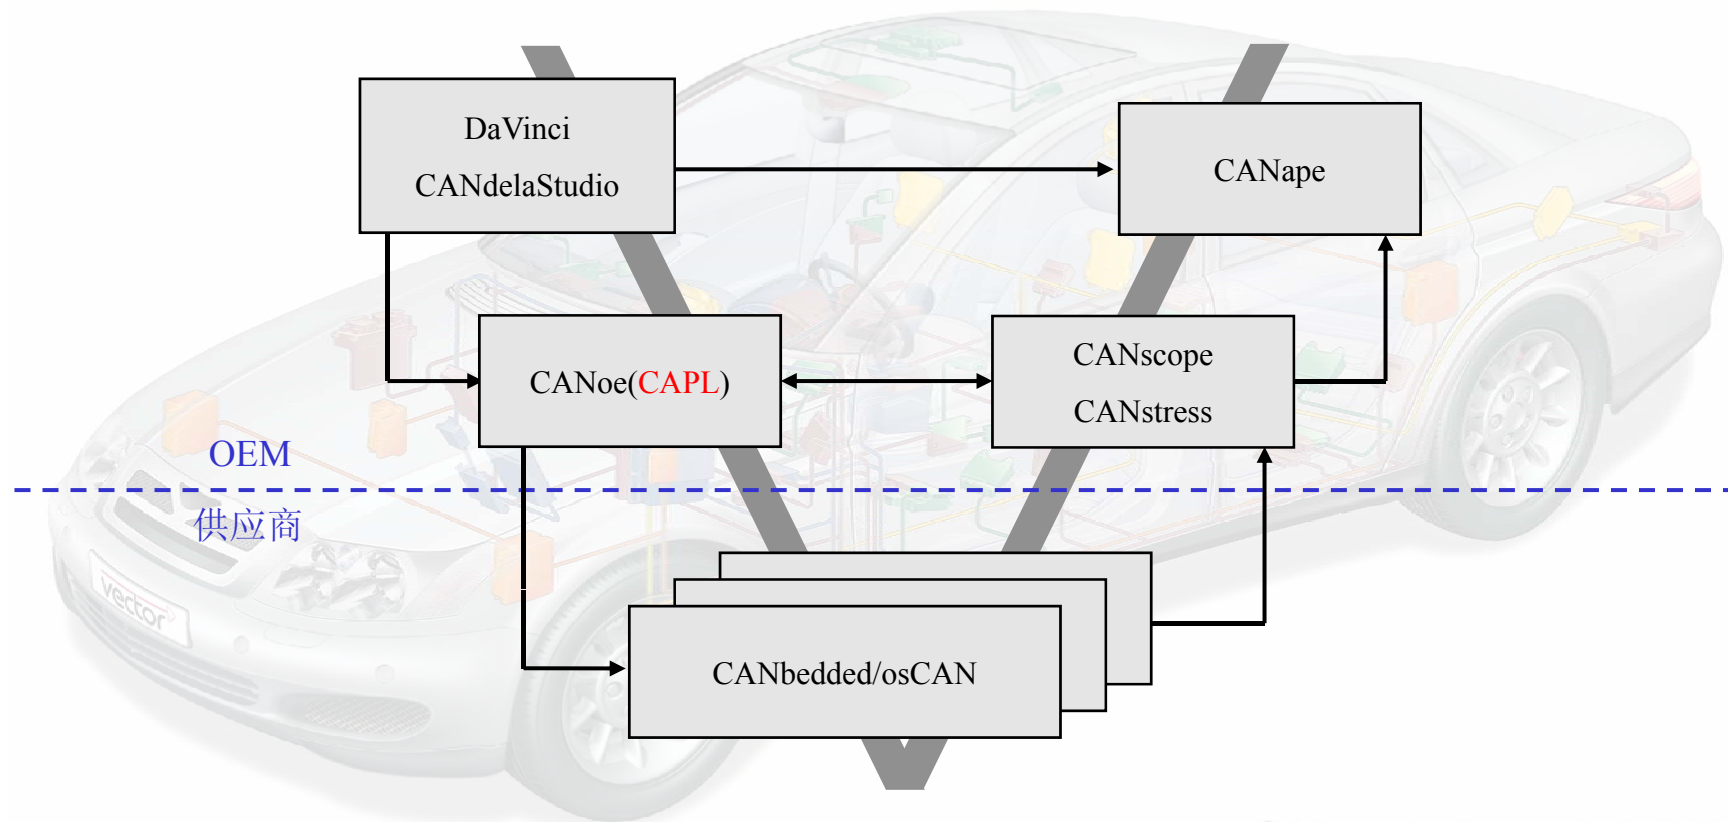 DaVinci
CANdelaStudio
CANape
CANoe(CAPL)
CANscope
CANstress
OEM
供应商
vector
CANbedded/osCAN